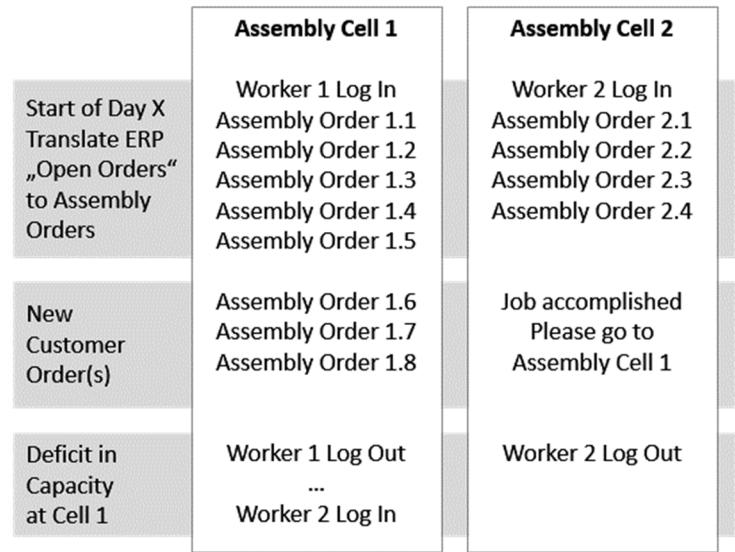 Assembly Cell 1
Assembly Cell 2
Start of Day X
Translate ERP
„Open Orders“
to Assembly
Orders
Worker 1 Log In
Assembly Order 1.1
Assembly Order 1.2
Assembly Order 1.3
Assembly Order 1.4
Assembly Order 1.5
Worker 2 Log In
Assembly Order 2.1
Assembly Order 2.2
Assembly Order 2.3
Assembly Order 2.4
New
Customer
Order(s)
Assembly Order 1.6
Assembly Order 1.7
Assembly Order 1.8
Job accomplished
Please go to
Assembly Cell 1
Deficit in
Capacity
at Cell 1
Worker 1 Log Out
...
Worker 2 Log In
Worker 2 Log Out